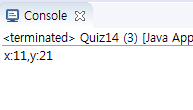 Console
<terminated> Quiz14 (3) [Java App
x:11,y:21